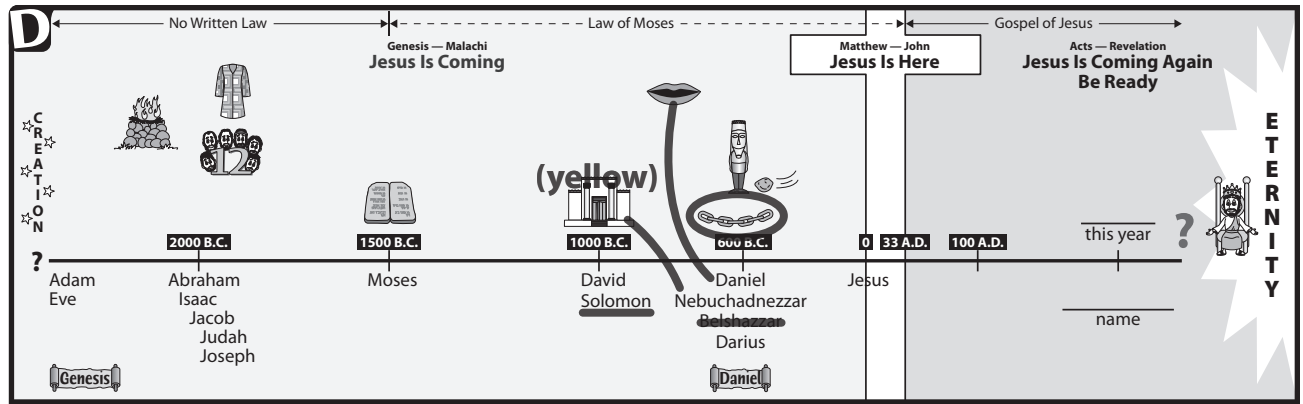 D
No Written Law
Law of Moses
Gospel of Jesus
Genesis — Malachi
Jesus Is Coming
Matthew — John
Jesus Is Here
Acts — Revelation
Jesus Is Coming Again
Be Ready
CREATION
12
(yellow)
2000 B.C.
1500 B.C.
1000 B.C.
600 B.C.
0
33 A.D.
100 A.D.
this year
?
?
Adam
Eve
Abraham
Isaac
Jacob
Judah
Joseph
Moses
David
Solomon
Daniel
Nebuchadnezzar
Belshazzar
Darius
Jesus
name
Genesis
Daniel
ETERNITY